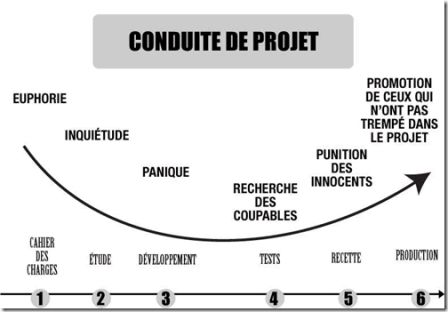 CONDUITE DE PROJET
EUPHORIE
INQUIÉTUDE
PANIQUE
RECHERCHE
DES
COUPABLES
PUNITION
DES
INNOCENTS
PROMOTION
DE CEUX QUI
N'ONT PAS
TREMPÉ DANS
LE PROJET
CAHIER
DES
CHARGES
ÉTUDE
DÉVELOPPEMENT
TESTS
RECETTE
PRODUCTION
1
2
3
4
5
6